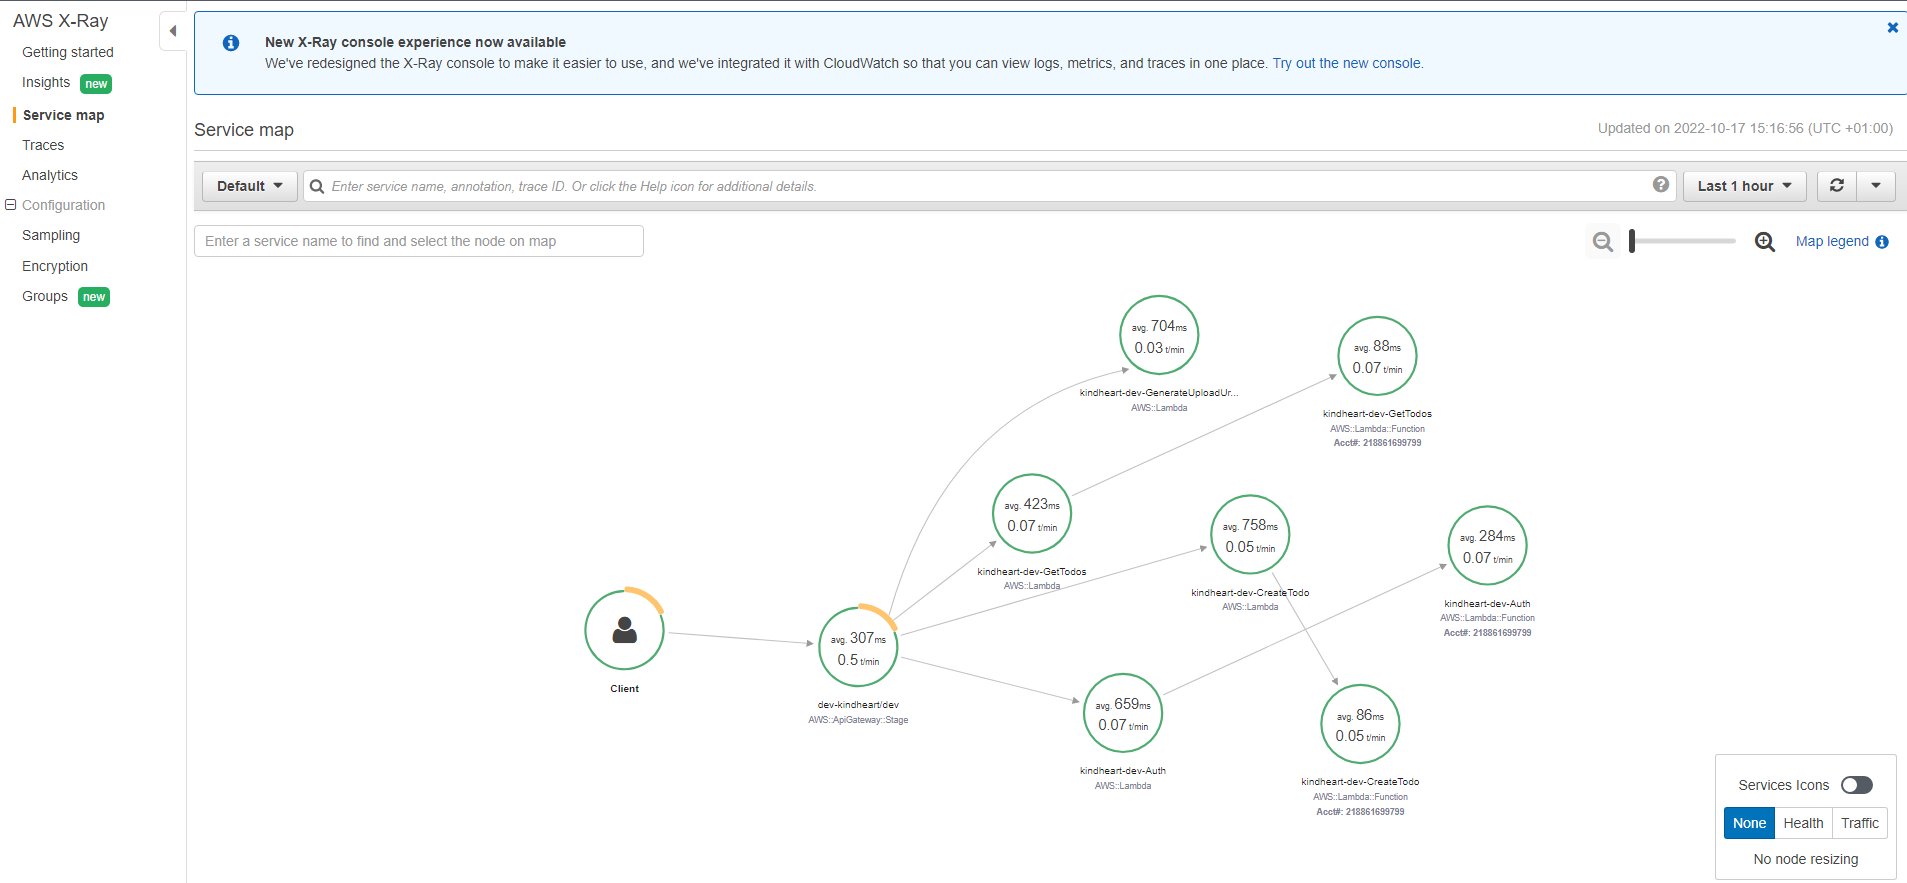 AWS X-Ray
Getting started
Insights new
Service map
Traces
Analytics
Configuration
Sampling
Encryption
Groups new
New X-Ray console experience now available
We've redesigned the X-Ray console to make it easier to use, and we've integrated it with CloudWatch so that you can view logs, metrics, and traces in one place. Try out the new console.
Service map
Updated on 2022-10-17 15:16:56 (UTC +01:00)
Default
Enter service name, annotation, trace ID. Or click the Help icon for additional details.
Last 1 hour
Enter a service name to find and select the node on map
Map legend
avg. 704ms
0.03 t/min
kindheart-dev-GenerateUploadUr...
AWS::Lambda
avg. 88ms
0.07 t/min
kindheart-dev-GetTodos
AWS::Lambda::Function
Acct#: 218861699799
avg. 423ms
0.07 t/min
kindheart-dev-GetTodos
AWS::Lambda
avg. 758ms
0.05 t/min
kindheart-dev-CreateTodo
AWS::Lambda
avg. 284ms
0.07 t/min
kindheart-dev-Auth
AWS::Lambda::Function
Acct#: 218861699799
Client
avg. 307ms
0.5 t/min
dev-kindheart/dev
AWS::ApiGateway::Stage
avg. 659ms
0.07 t/min
kindheart-dev-Auth
AWS::Lambda
avg. 86ms
0.05 t/min
kindheart-dev-CreateTodo
AWS::Lambda::Function
Acct#: 218861699799
Services Icons
None Health Traffic
No node resizing